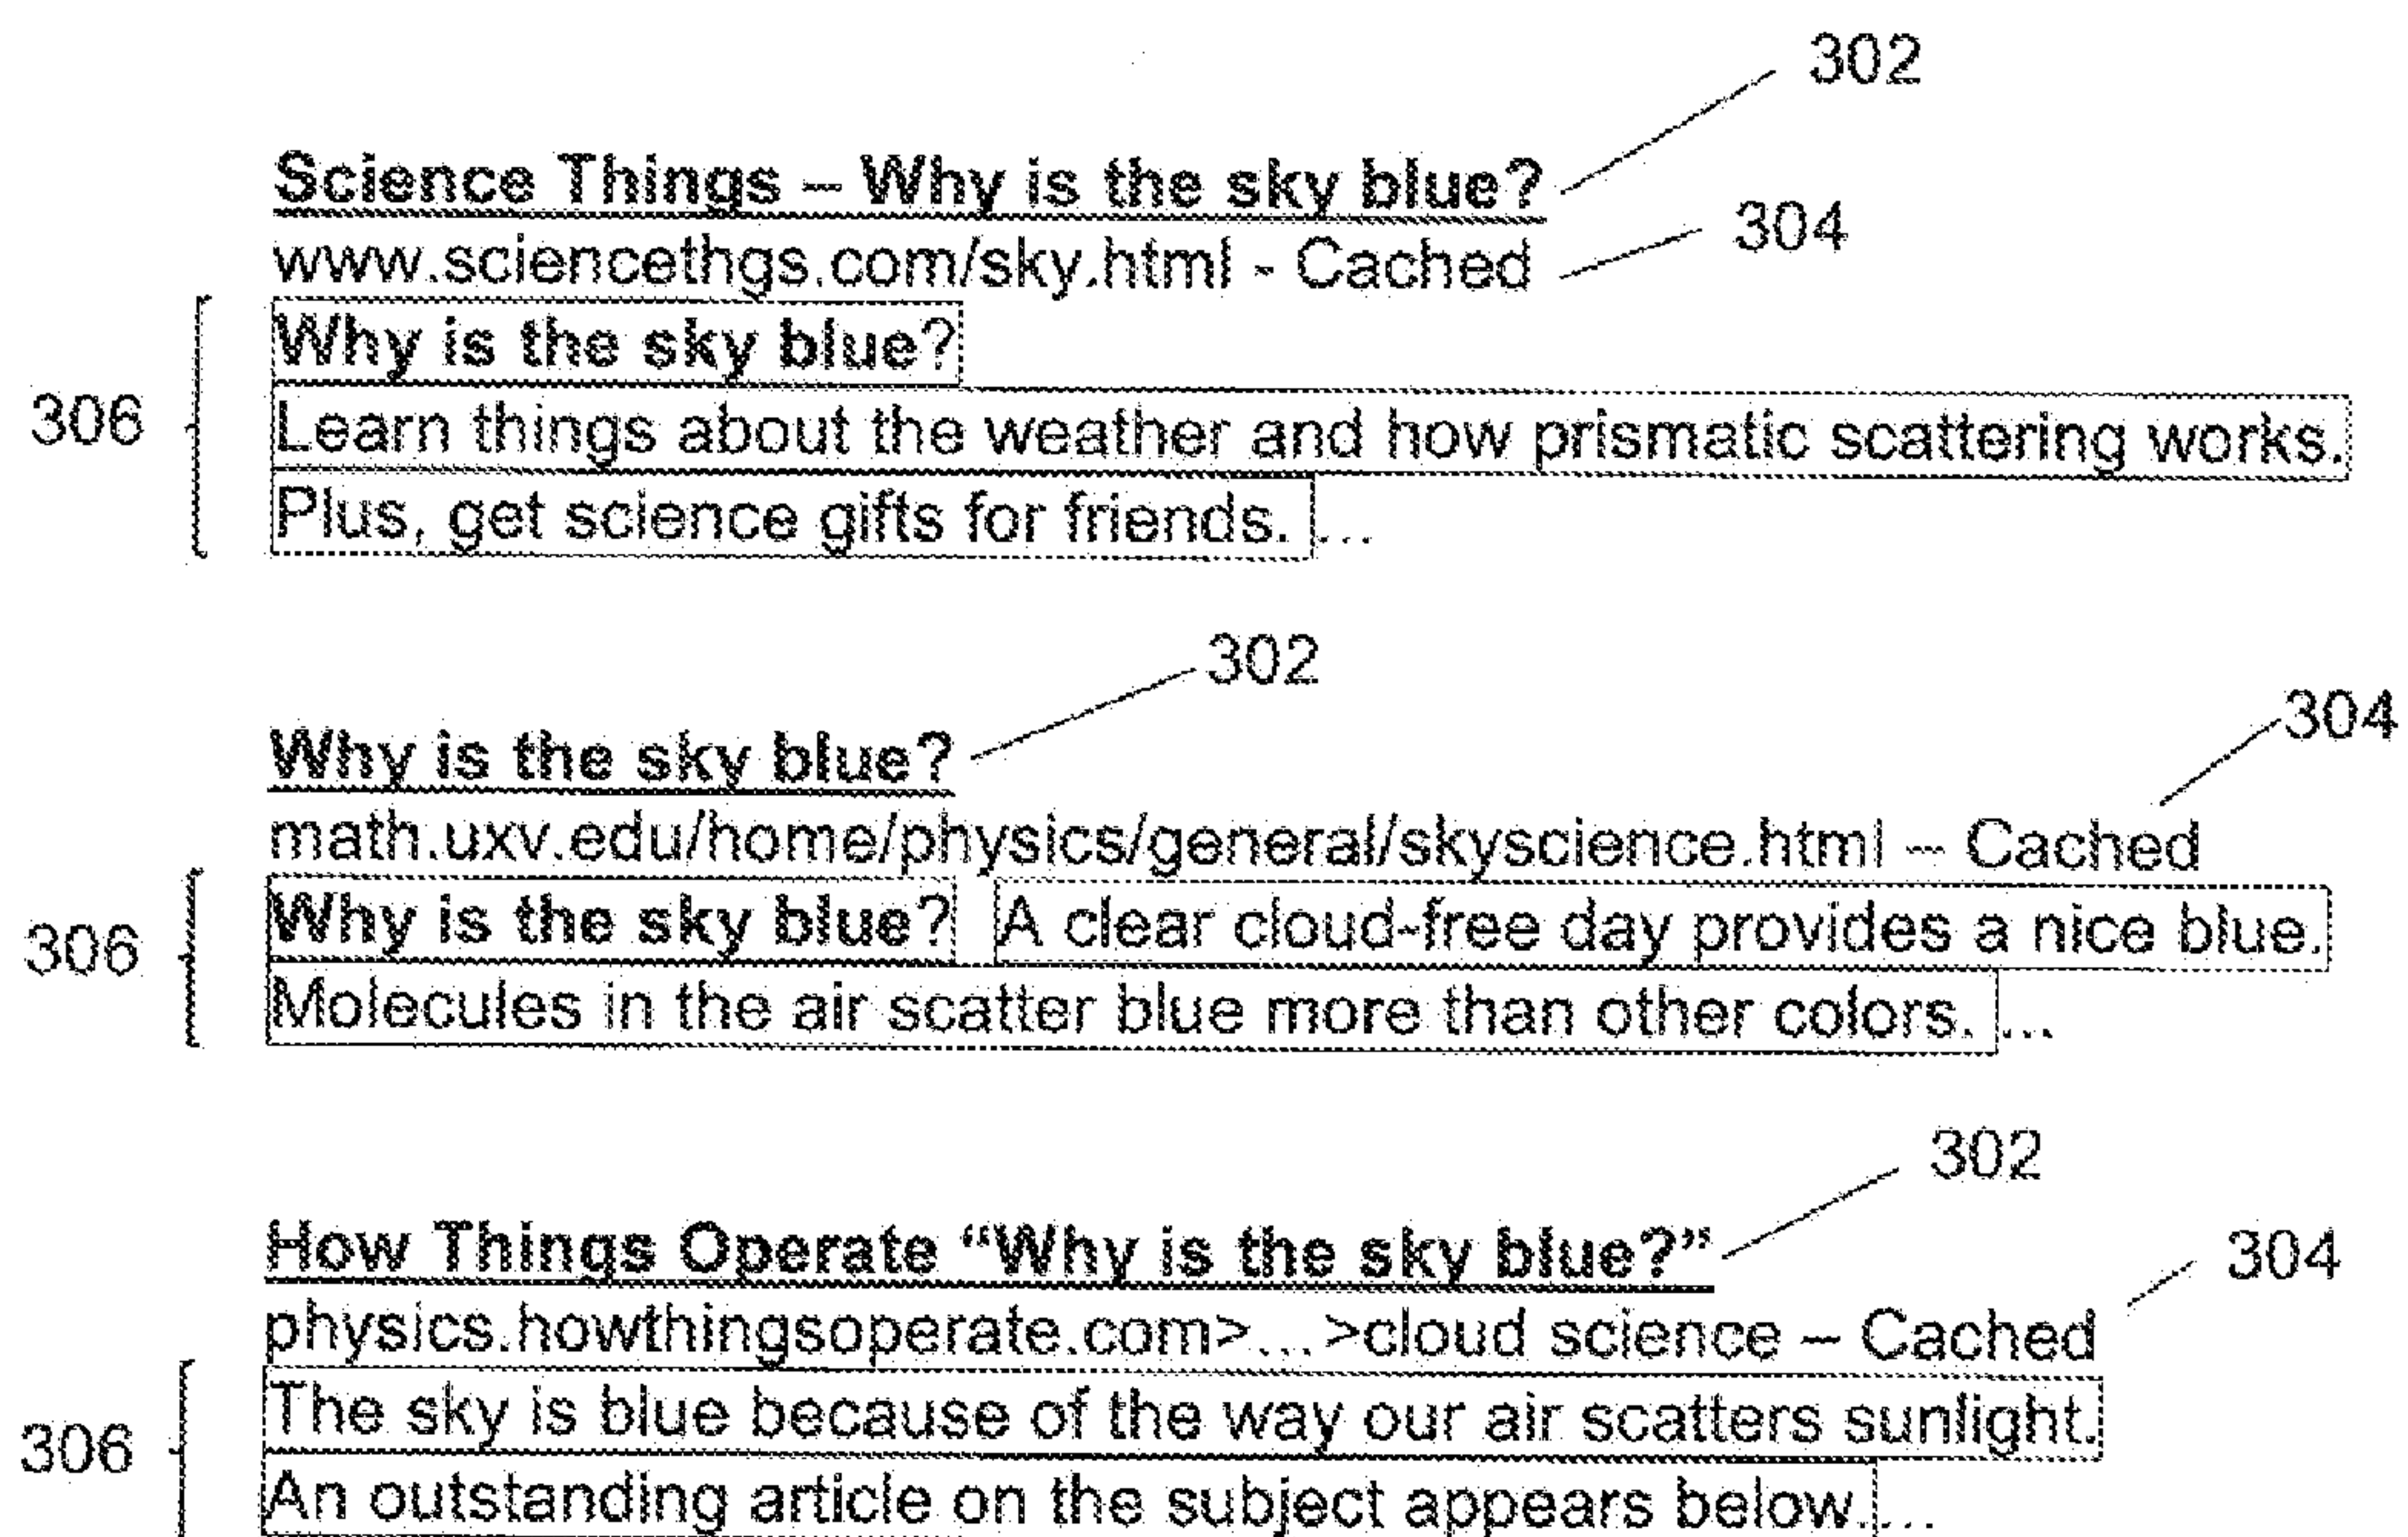 302
Science Things – Why is the sky blue?
304
www.sciencethgs.com/sky.html - Cached
Why is the sky blue?
306
Learn things about the weather and how prismatic scattering works.
Plus, get science gifts for friends. ...
302
304
Why is the sky blue?
math.uxv.edu/home/physics/general/skyscience.html – Cached
306
Why is the sky blue? A clear cloud-free day provides a nice blue.
Molecules in the air scatter blue more than other colors. ...
302
How Things Operate “Why is the sky blue?”
304
physics.howthingsoperate.com>...>cloud science – Cached
The sky is blue because of the way our air scatters sunlight.
306
An outstanding article on the subject appears below. ...